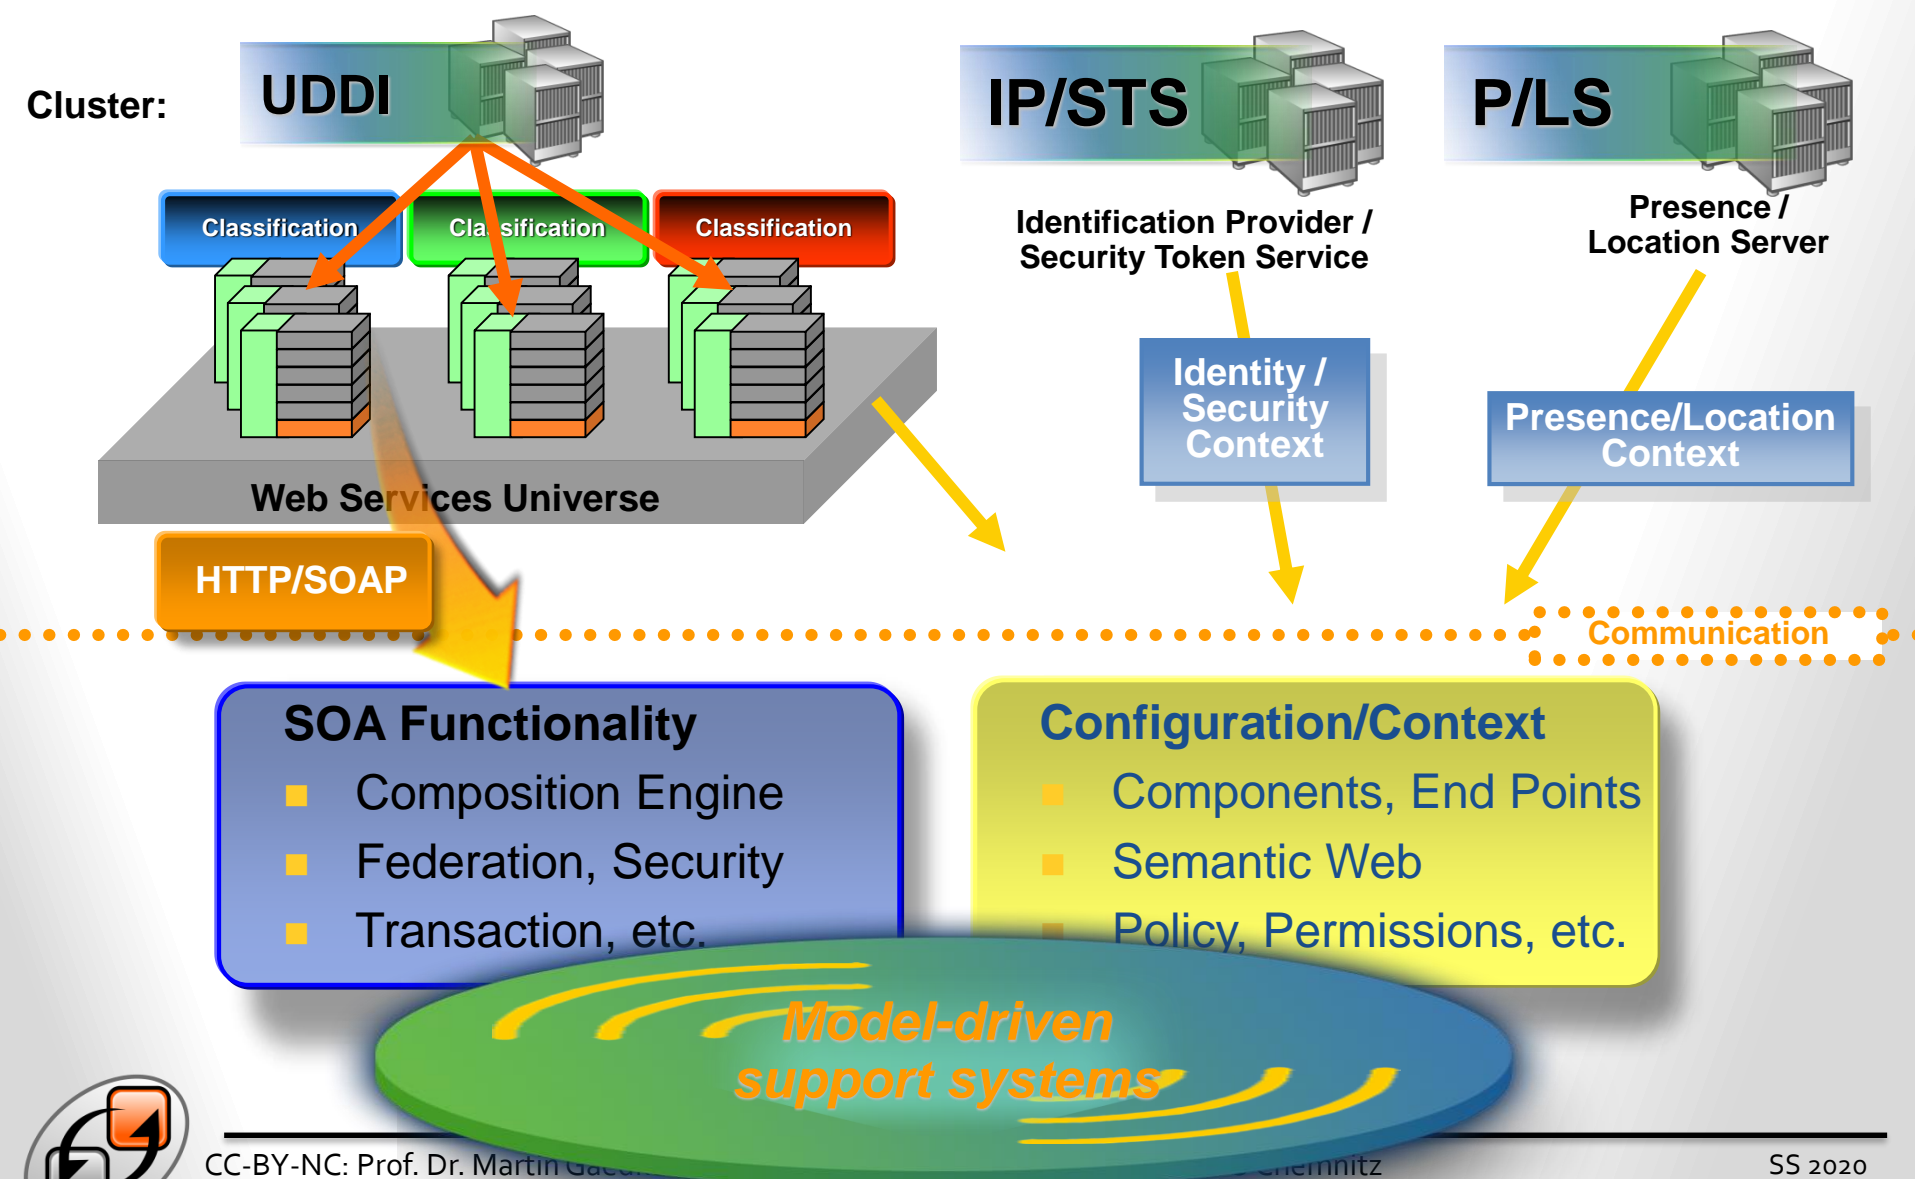 Cluster:
UDDI
IP/STS
P/LS
Classification
Classification
Classification
Identification Provider /
Security Token Service
Presence /
Location Server
Identity /
Security
Context
Presence/Location
Context
Web Services Universe
HTTP/SOAP
Communication
SOA Functionality
Composition Engine
Federation, Security
Transaction, etc.
Configuration/Context
Components, End Points
Semantic Web
Policy, Permissions, etc.
Model-driven
support systems
CC-BY-NC: Prof. Dr. Martin
Chemnitz
SS 2020